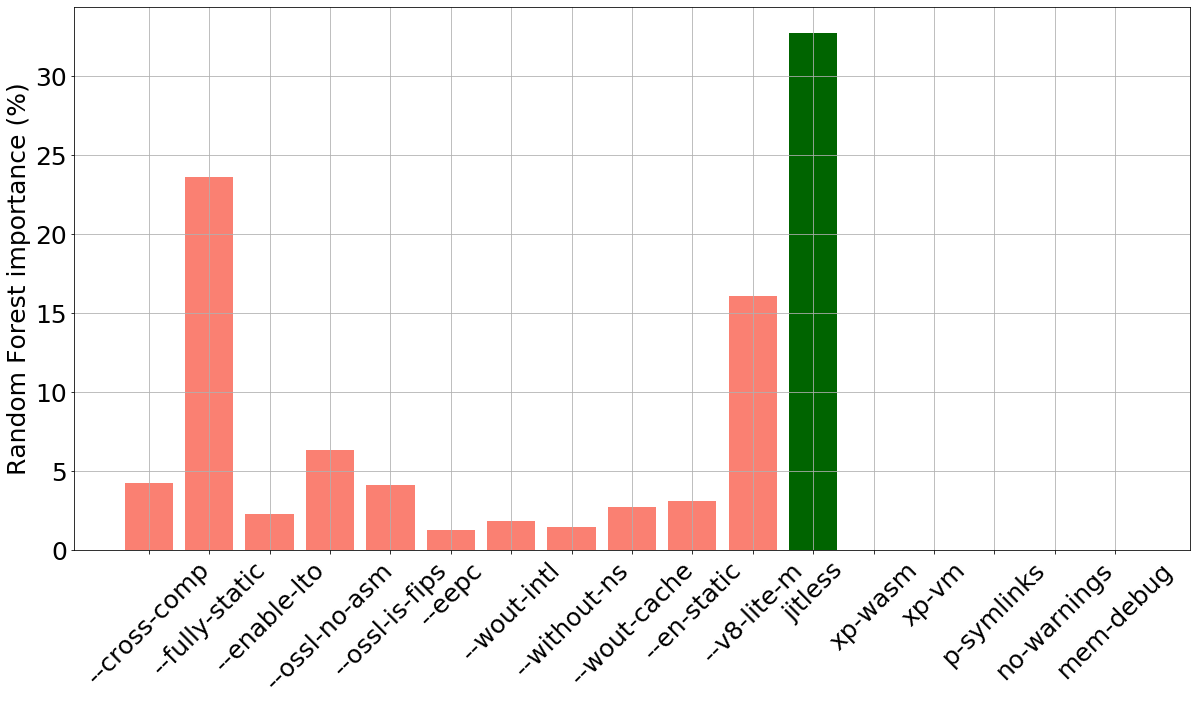 Random Forest importance (%)
30
25
20
15
10
5
0
--cross-comp
--fully-static
--enable-lto
--ossl-no-asm
--ossl-is-fips
--eepc
--wout-intl
--without-ns
--wout-cache
--en-static
--v8-lite-m
jitless
xp-wasm
xp-vm
p-symlinks
no-warnings
mem-debug